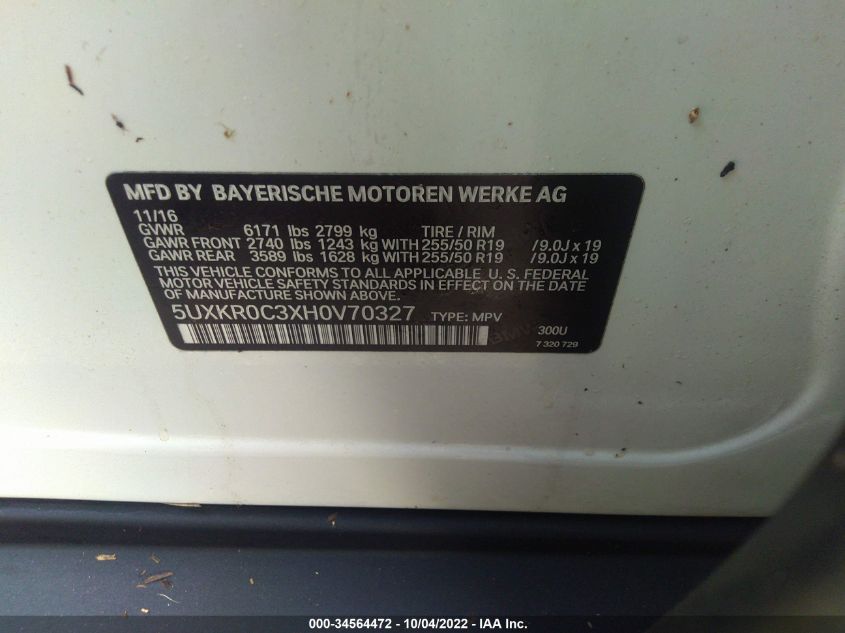 MFD BY BAYERISCHE MOTOREN WERKE AG
11/16
GVWR 6171 lbs 2799 kg TIRE / RIM
GAWR FRONT 2740 lbs 1243 kg WITH 255/50 R19 /9.0J x 19
GAWR REAR 3589 lbs 1628 kg WITH 255/50 R19 /9.0J x 19
THIS VEHICLE CONFORMS TO ALL APPLICABLE U. S. FEDERAL
MOTOR VEHICLE SAFETY STANDARDS IN EFFECT ON THE DATE
OF MANUFACTURE SHOWN ABOVE.
5UXKR0C3XH0V70327 TYPE: MPV
300U
7 320 729
000-34564472 - 10/04/2022 - IAA Inc.